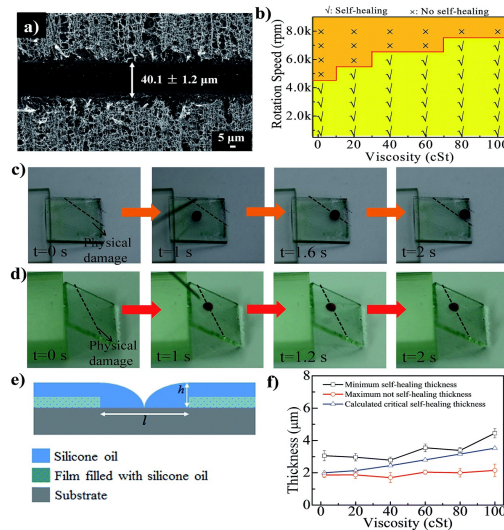 a)
40.1 ± 1.2 μm
5 μm
b)
√: Self-healing ×: No self-healing
Rotation Speed (rpm)
8.0k
6.0k
4.0k
2.0k
0.0
0 20 40 60 80 100
Viscosity (cSt)
c)
t=0 s
Physical damage
t=1 s
t=1.6 s
t=2 s
d)
t=0 s
Physical damage
t=1 s
t=1.2 s
t=2 s
e)
h
l
Silicone oil
Film filled with silicone oil
Substrate
f)
Minimum self-healing thickness
Maximum not self-healing thickness
Calculated critical self-healing thickness
Thickness (μm)
8
6
4
2
0
0 20 40 60 80 100
Viscosity (cSt)